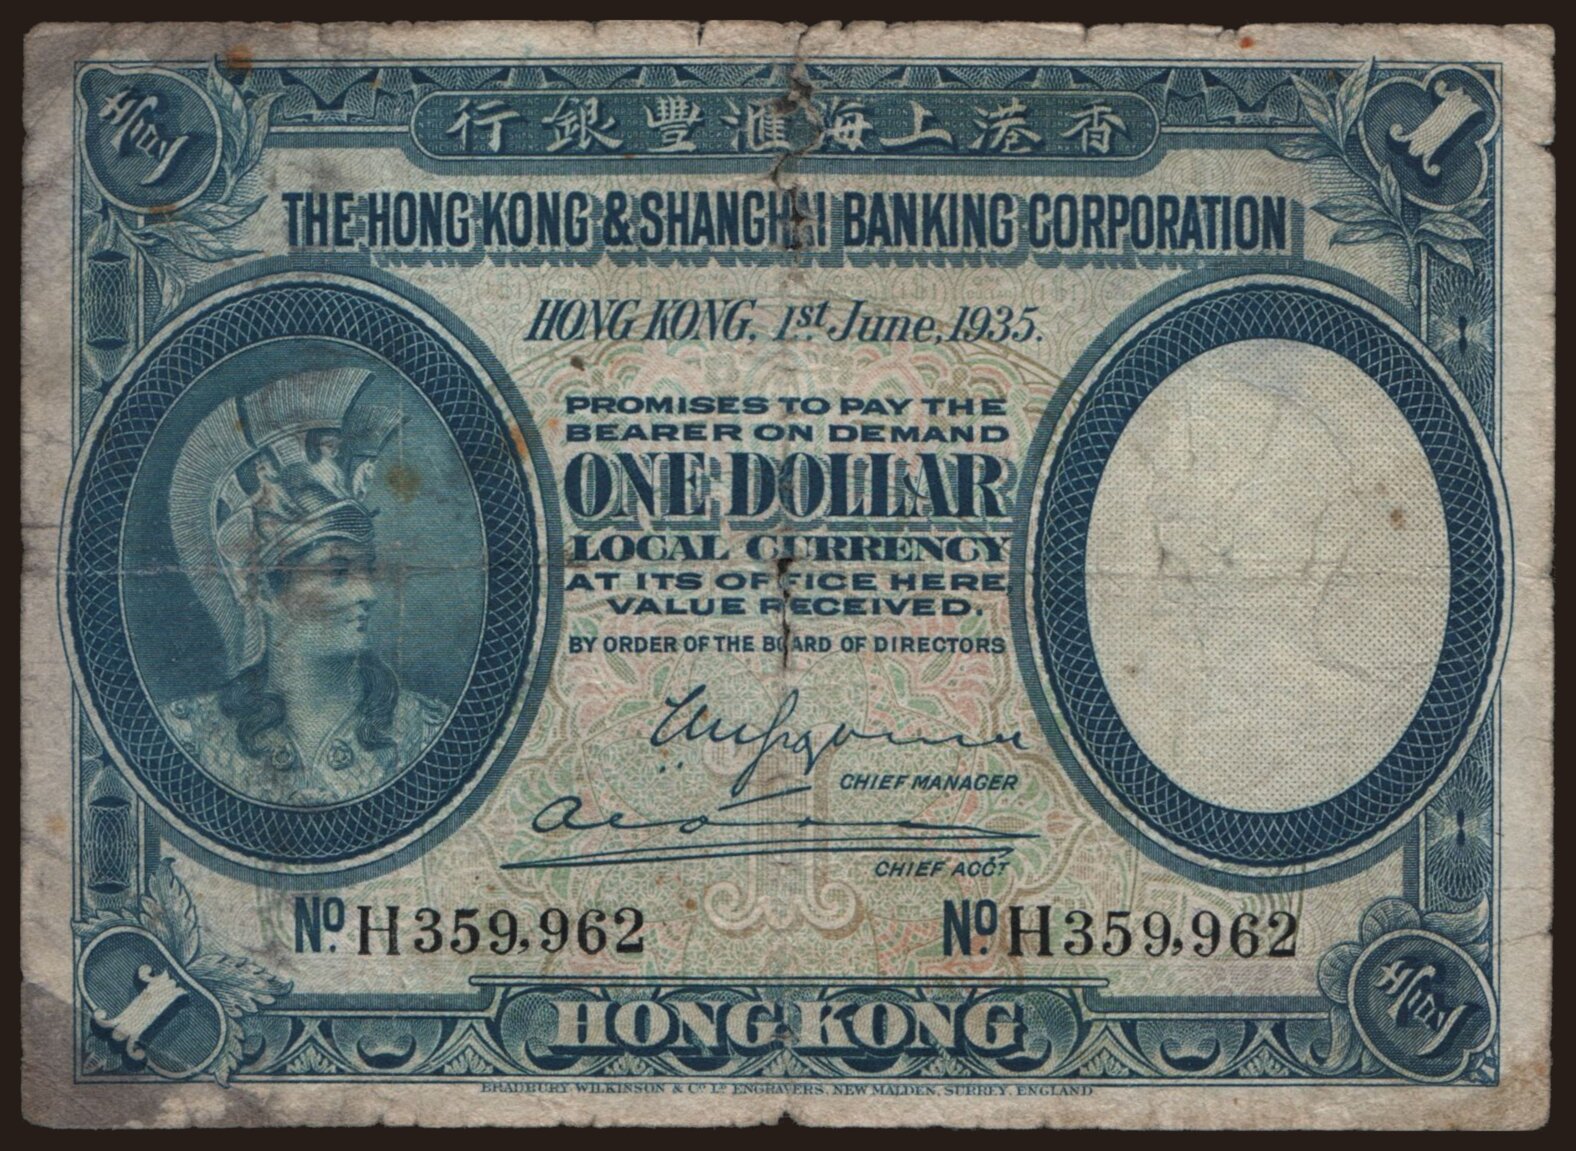 行銀豐滙海上港香
1
THE HONG KONG & SHANGHAI BANKING CORPORATION
HONG KONG, 1st June, 1935.
PROMISES TO PAY THE
BEARER ON DEMAND
ONE DOLLAR
LOCAL CURRENCY
AT ITS OFFICE HERE,
VALUE RECEIVED.
BY ORDER OF THE BOARD OF DIRECTORS
CHIEF MANAGER
CHIEF ACCT
No. H359,962 No. H359,962
1
HONG KONG
BRADBURY WILKINSON & Co. Ld. ENGRAVERS, NEW MALDEN, SURREY, ENGLAND